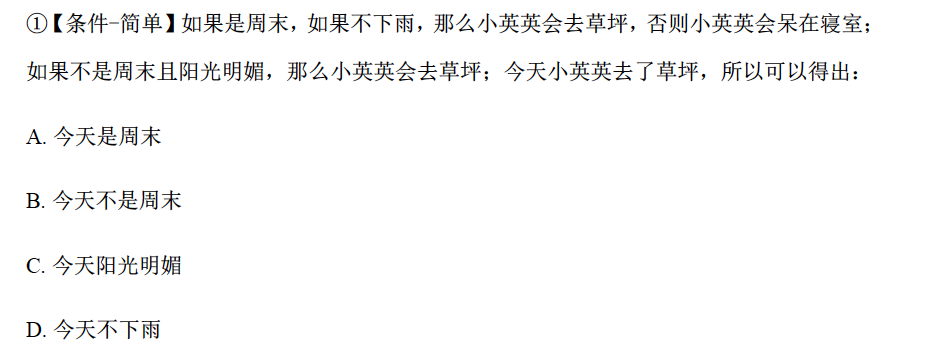 ①【条件-简单】如果是周末，如果不下雨，那么小英英会去草坪，否则小英英会呆在寝室；
如果不是周末且阳光明媚，那么小英英会去草坪；今天小英英去了草坪，所以可以得出：
A. 今天是周末
B. 今天不是周末
C. 今天阳光明媚
D. 今天不下雨